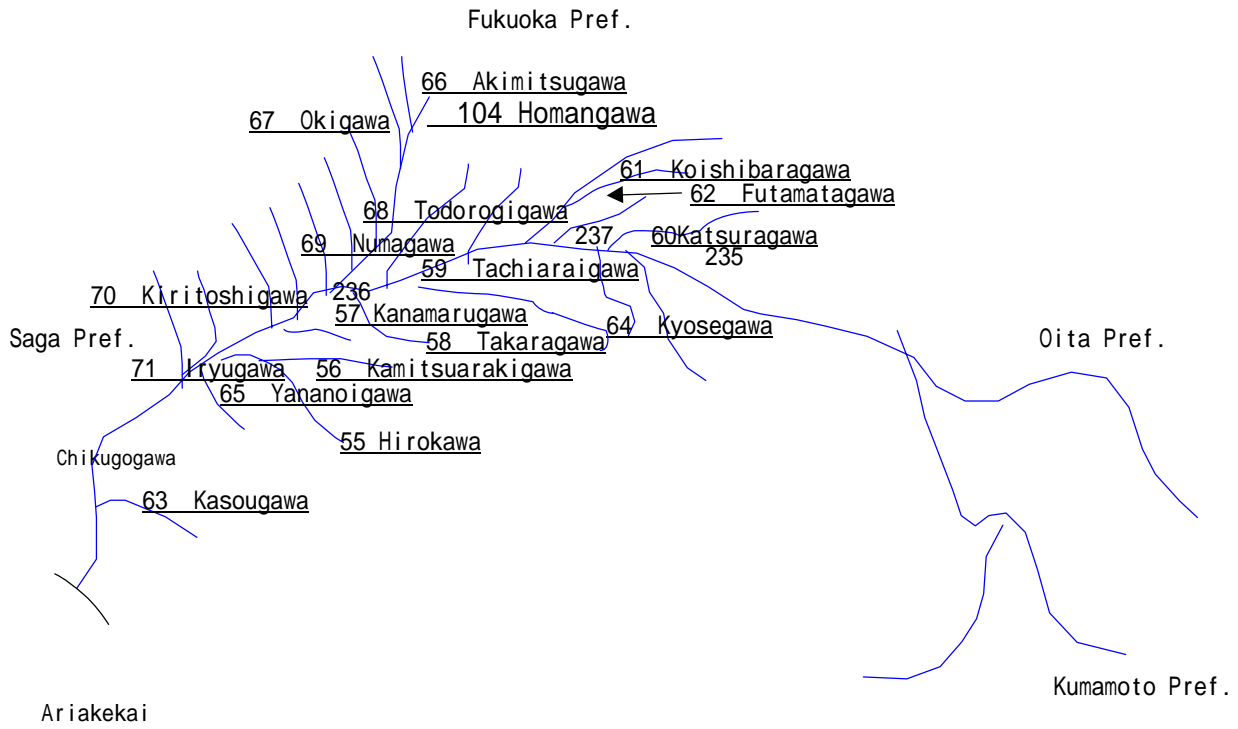 Fukuoka Pref.
66 Akimitsugawa
104 Homangawa
67 Okigawa
61 Koishibaragawa
62 Futamatagawa
68 Todorogigawa
69 Numagawa
237
60Katsuragawa
235
59 Tachiaraigawa
70 Kiritoshigawa
236
57 Kanamarugawa
64 Kyosegawa
58 Takaragawa
Saga Pref.
Oita Pref.
71 Iryugawa
56 Kamitsuarakigawa
65 Yananoigawa
55 Hirokawa
Chikugogawa
63 Kasougawa
Kumamoto Pref.
Ariakekai